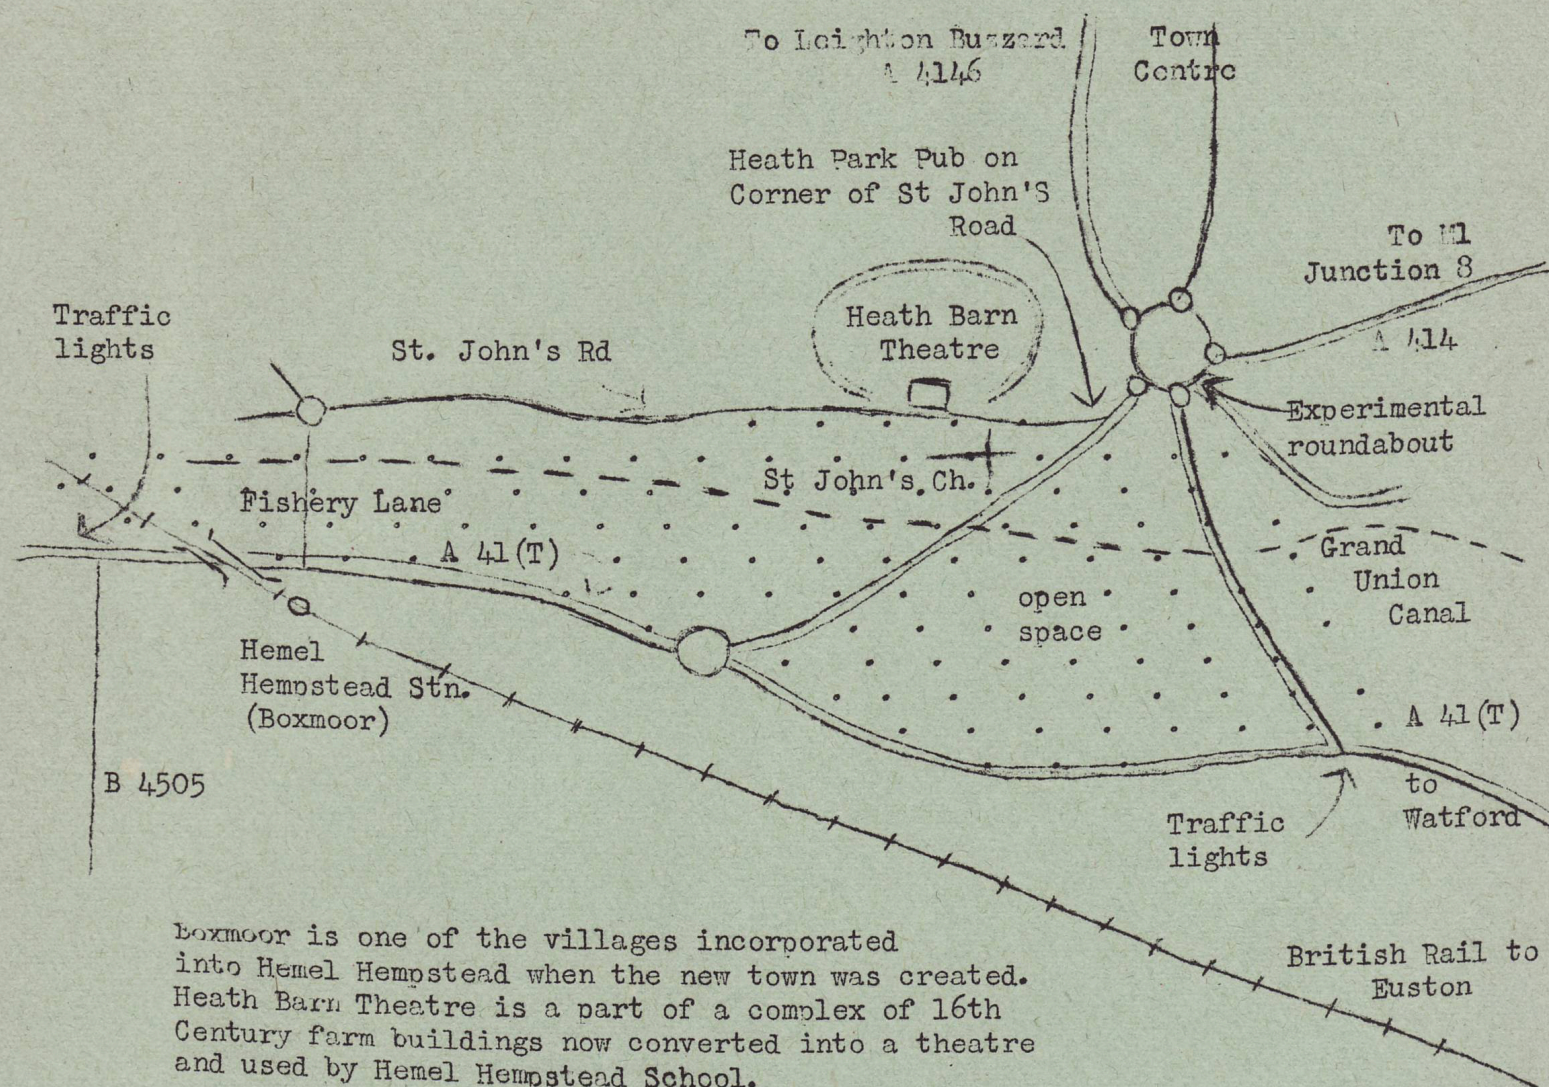 To Leighton Buzzard
A 4146
Town
Centre
Heath Park Pub on
Corner of St John'S
Road
To M1
Junction 8
A 414
Traffic
lights
St. John's Rd
Heath Barn
Theatre
Experimental
roundabout
St John's Ch.
Fishery Lane
A 41(T)
Grand
Union
Canal
open
space
Hemel
Hempstead Stn.
(Boxmoor)
A 41(T)
to
Watford
B 4505
Traffic
lights
British Rail to
Euston
Boxmoor is one of the villages incorporated
into Hemel Hempstead when the new town was created.
Heath Barn Theatre is a part of a complex of 16th
Century farm buildings now converted into a theatre
and used by Hemel Hempstead School.